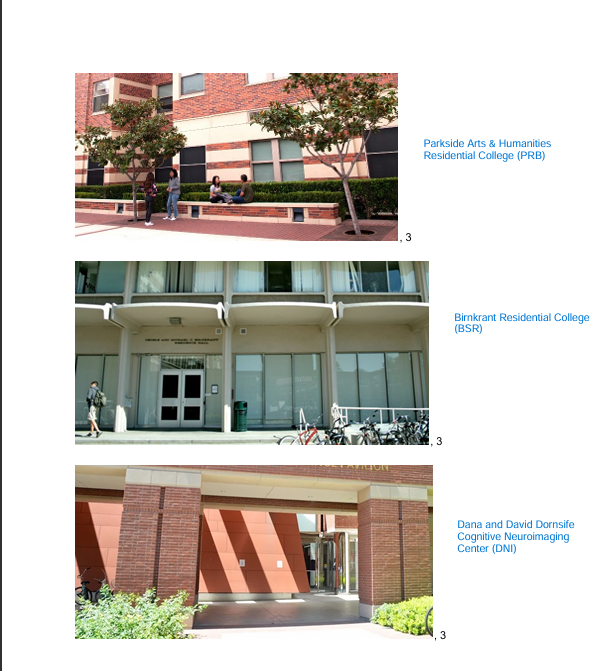 Parkside Arts & Humanities
Residential College (PRB)
, 3
Birnkrant Residential College
(BSR)
, 3
Dana and David Dornsife
Cognitive Neuroimaging
Center (DNI)
, 3